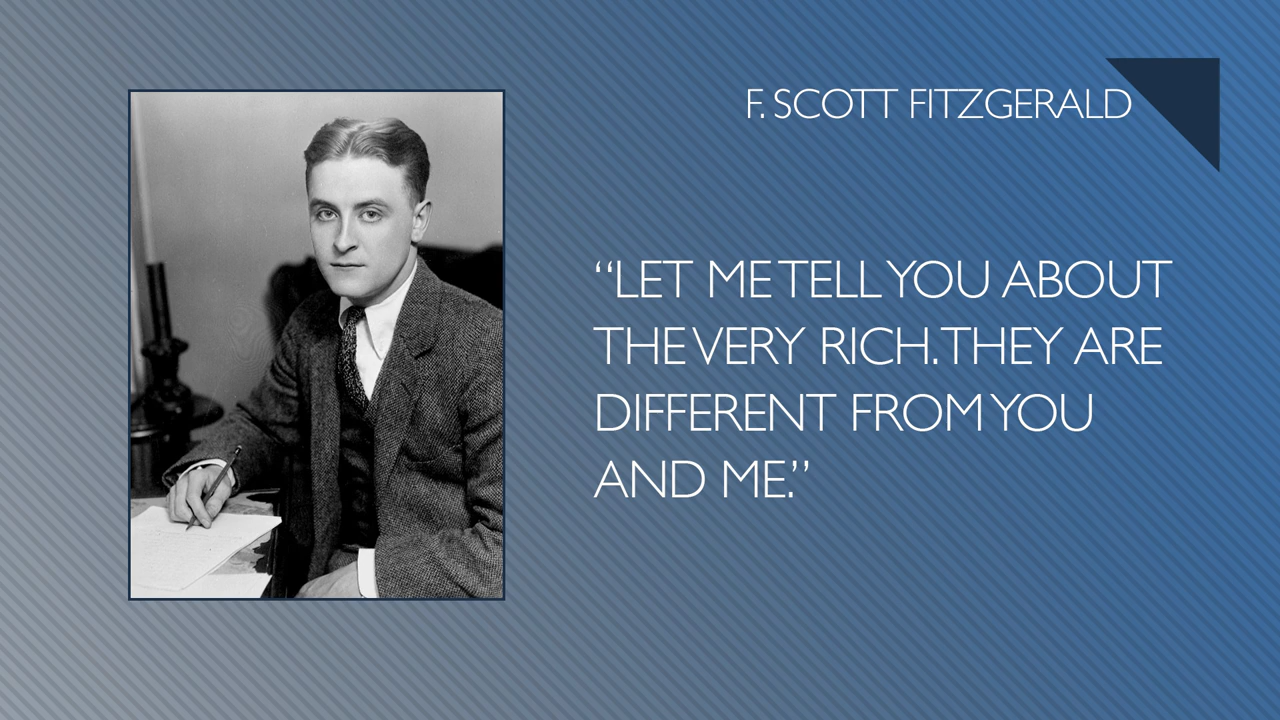 F. SCOTT FITZGERALD
“LET ME TELL YOU ABOUT
THE VERY RICH. THEY ARE
DIFFERENT FROM YOU
AND ME.”